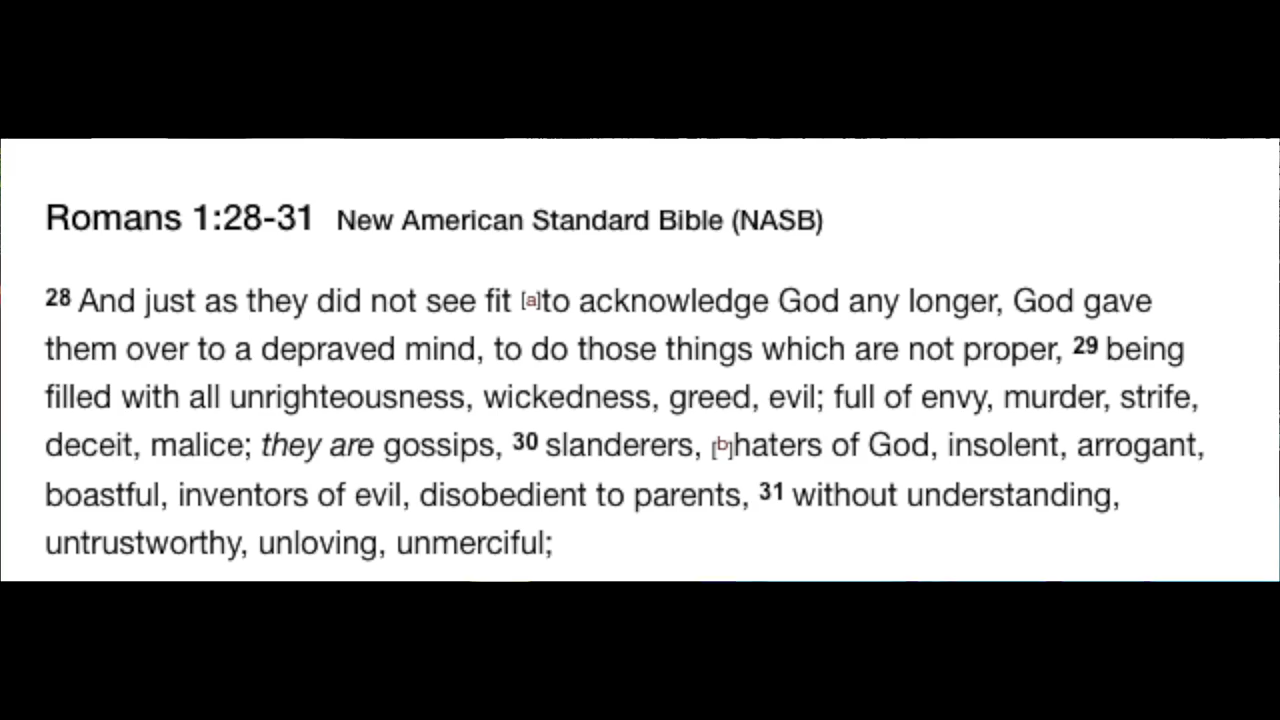 Romans 1:28-31 New American Standard Bible (NASB)
28 And just as they did not see fit [a]to acknowledge God any longer, God gave
them over to a depraved mind, to do those things which are not proper, 29 being
filled with all unrighteousness, wickedness, greed, evil; full of envy, murder, strife,
deceit, malice; they are gossips, 30 slanderers, [b]haters of God, insolent, arrogant,
boastful, inventors of evil, disobedient to parents, 31 without understanding,
untrustworthy, unloving, unmerciful;